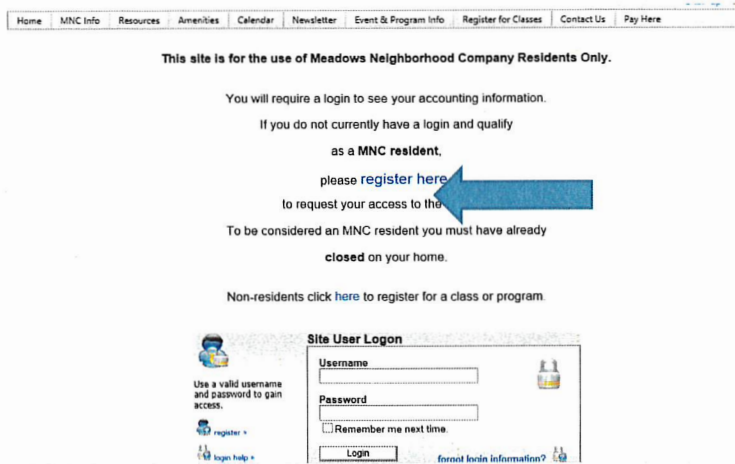 Home MNC Info Resources Amenities Calendar Newsletter Event & Program Info Register for Classes Contact Us Pay Here
This site is for the use of Meadows Neighborhood Company Residents Only.
You will require a login to see your accounting information.
If you do not currently have a login and qualify
as a MNC resident,
please register here
to request your access to the
To be considered an MNC resident you must have already
closed on your home.
Non-residents click here to register for a class or program.
Site User Logon
Username
Use a valid username
and password to gain
access.
Password
Remember me next time.
register »
Login
login help »
forgot login information?